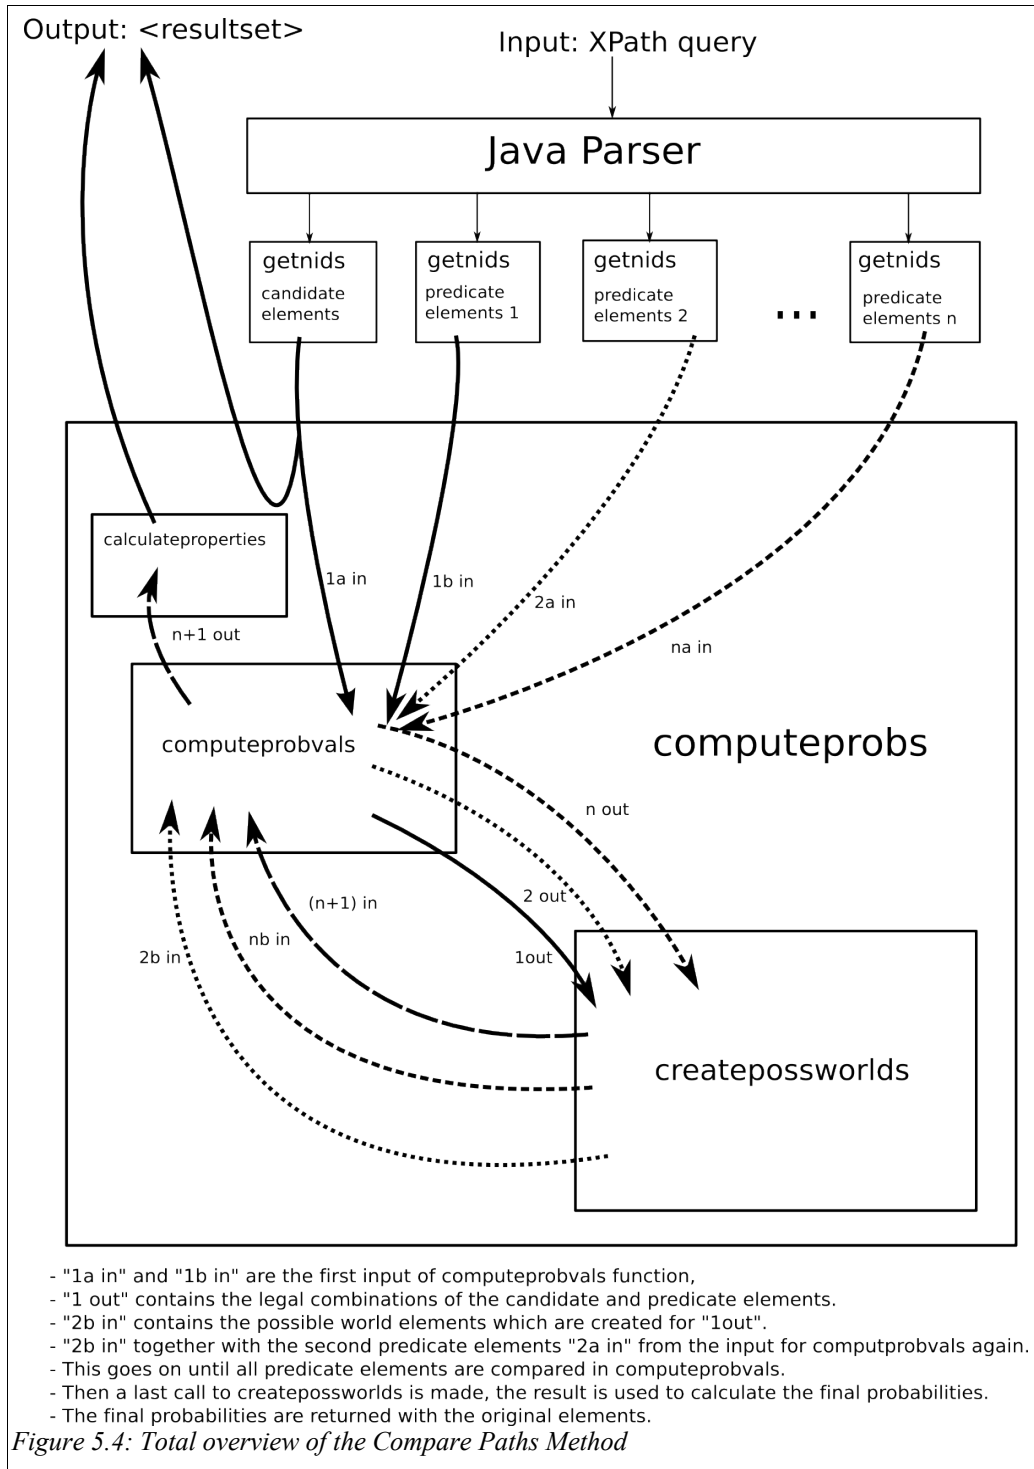 Output: <resultset>
Input: XPath query
Java Parser
getnids
candidate
elements
getnids
predicate
elements 1
getnids
predicate
elements 2
...
getnids
predicate
elements n
calculateproperties
1a in
1b in
2a in
n+1 out
na in
computeprobvals
computeprobs
n out
(n+1) in
2 out
nb in
2b in
1out
createpossworlds
- "1a in" and "1b in" are the first input of computeprobvals function,
- "1 out" contains the legal combinations of the candidate and predicate elements.
- "2b in" contains the possible world elements which are created for "1out".
- "2b in" together with the second predicate elements "2a in" from the input for computprobvals again.
- This goes on until all predicate elements are compared in computeprobvals.
- Then a last call to createpossworlds is made, the result is used to calculate the final probabilities.
- The final probabilities are returned with the original elements.
Figure 5.4: Total overview of the Compare Paths Method